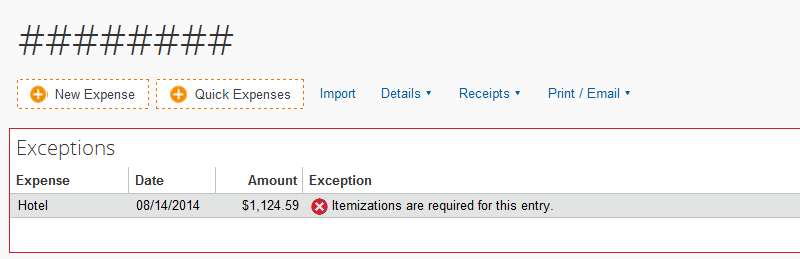 ########
New Expense Quick Expenses Import Details Receipts Print / Email
Exceptions
Expense Date Amount Exception
Hotel 08/14/2014 $1,124.59 Itemizations are required for this entry.